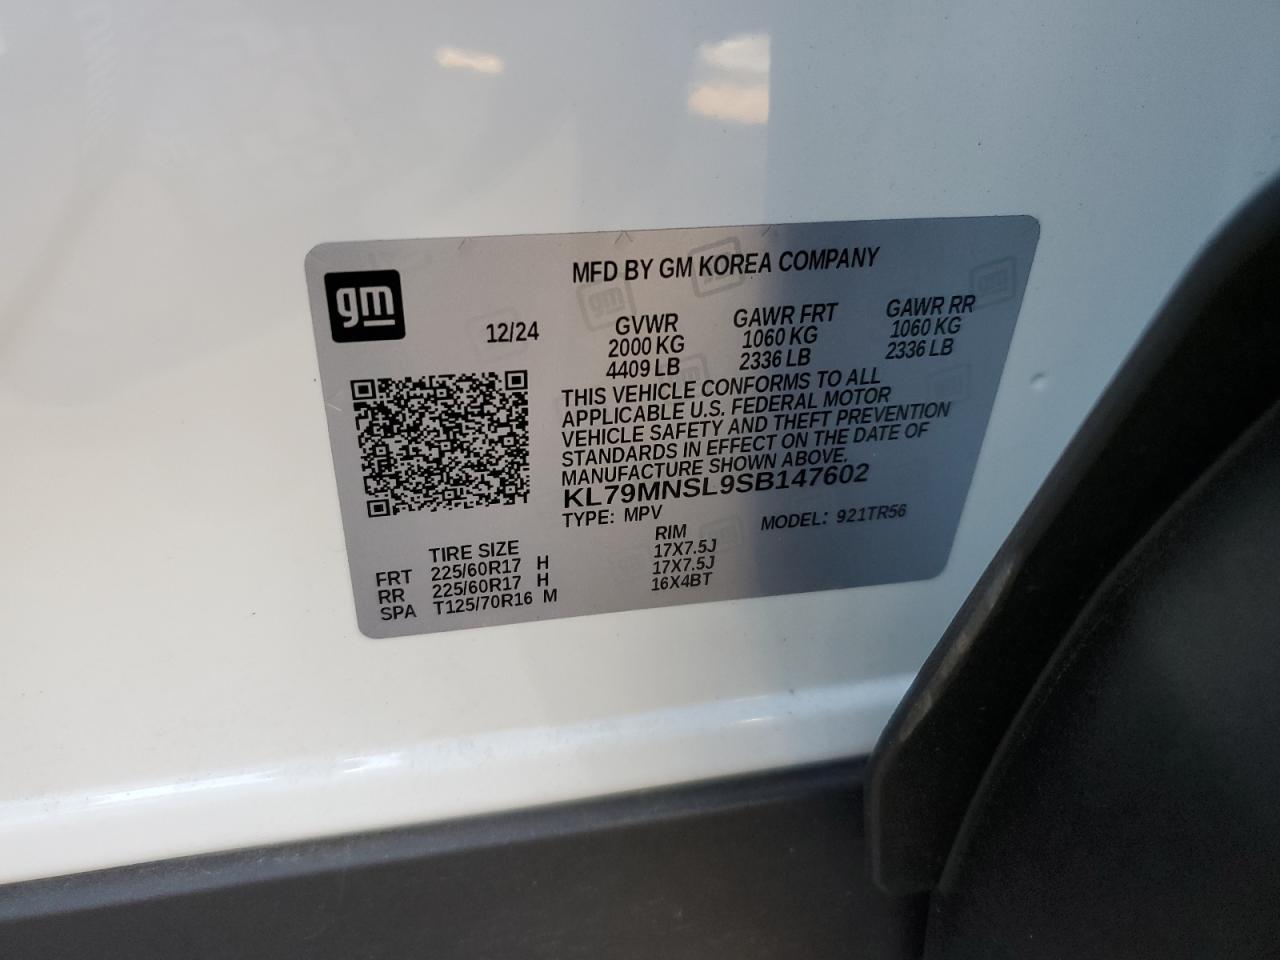 MFD BY GM KOREA COMPANY
gm
12/24
GVWR GAWR FRT GAWR RR
2000 KG 1060 KG 1060 KG
4409 LB 2336 LB 2336 LB
THIS VEHICLE CONFORMS TO ALL
APPLICABLE U.S. FEDERAL MOTOR
VEHICLE SAFETY AND THEFT PREVENTION
STANDARDS IN EFFECT ON THE DATE OF
MANUFACTURE SHOWN ABOVE.
KL79MNSL9SB147602
TYPE: MPV MODEL: 921TR56
TIRE SIZE RIM
FRT 225/60R17 H 17X7.5J
RR 225/60R17 H 17X7.5J
SPA T125/70R16 M 16X4BT